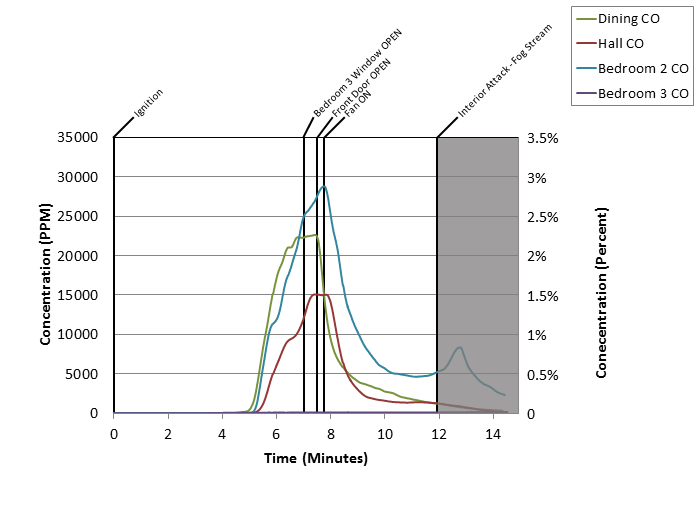 Dining CO
Hall CO
Bedroom 2 CO
Bedroom 3 CO
Ignition
Bedroom 3 Window OPEN
Front Door OPEN
Fan ON
Interior Attack - Fog Stream
35000
30000
25000
20000
15000
10000
5000
0
Concentration (PPM)
3.5%
3%
2.5%
2%
1.5%
1%
0.5%
0
Conecentration (Percent)
0 2 4 6 8 10 12 14
Time (Minutes)